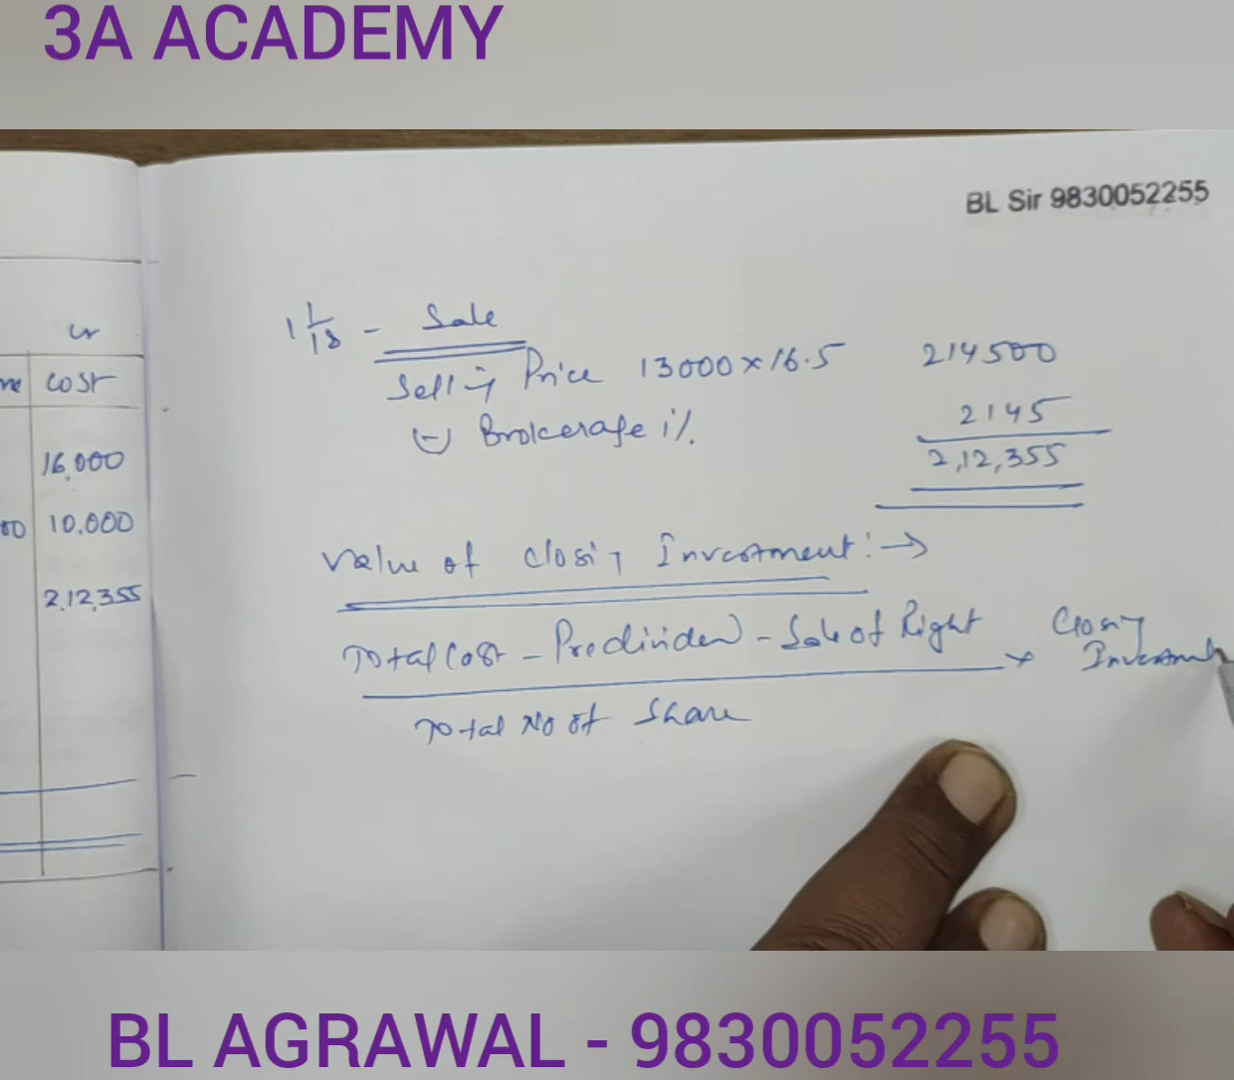 3A ACADEMY
BL Sir 9830052255
cr
cost
16,000
10,000
2,12,355
1/1/18 - Sale
Selling Price 13000 × 16.5 214500
(-) Brokerage 1% 2145
2,12,355
Value of Closing Investment :→
Total Cost - Predividend - Sale of Right × Closing Investment
Total No of Share
BL AGRAWAL - 9830052255